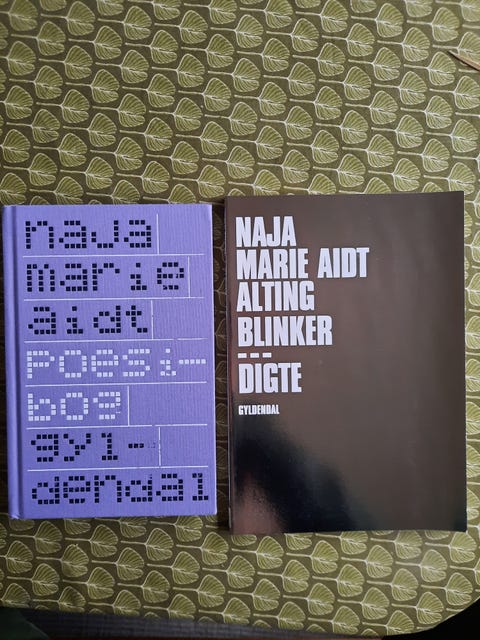 naja
marie
aidt
poesi-
bog
gyl-
dendal
NAJA
MARIE AIDT
ALTING
BLINKER
---
DIGTE
GYLDENDAL